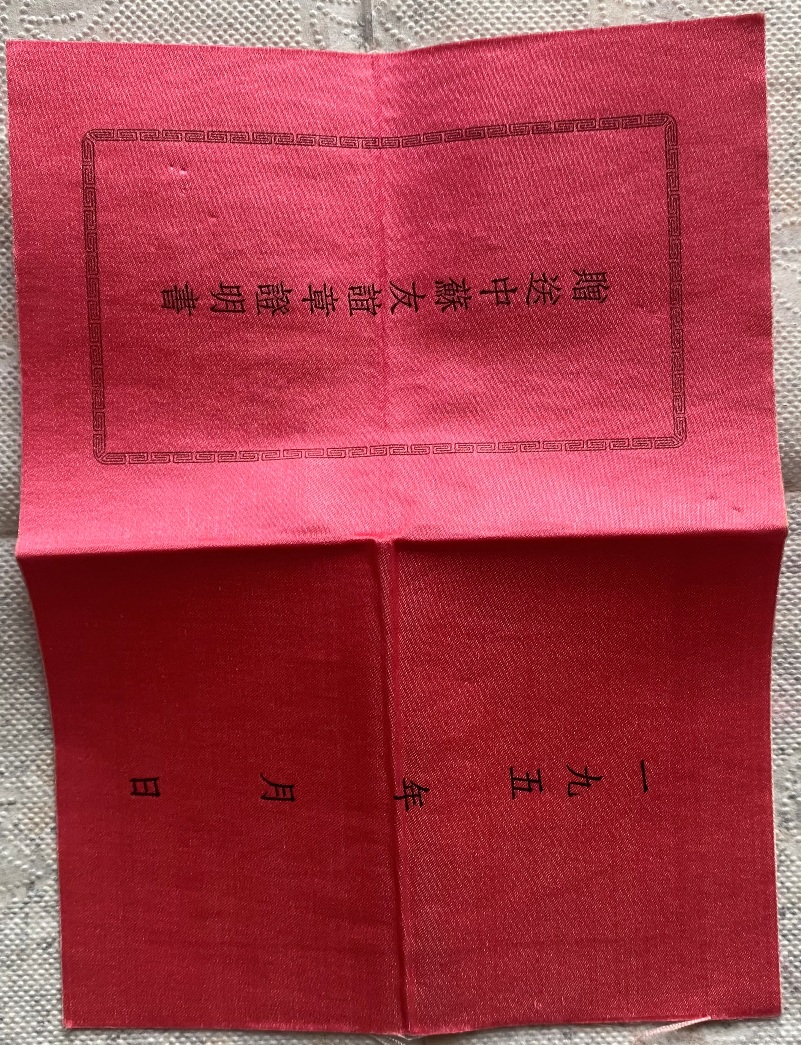 贈送中蘇友誼章證明書
一九五 年 月 日